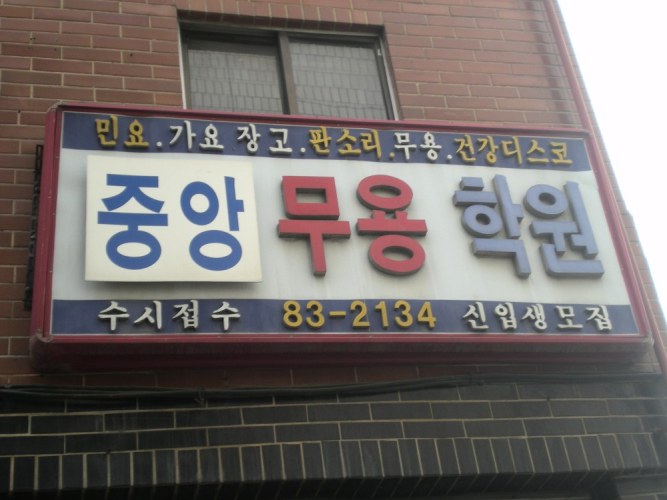 민요.가요 장고.판소리.무용.건강디스코
중앙 무용 학원
수시접수 83-2134 신입생모집